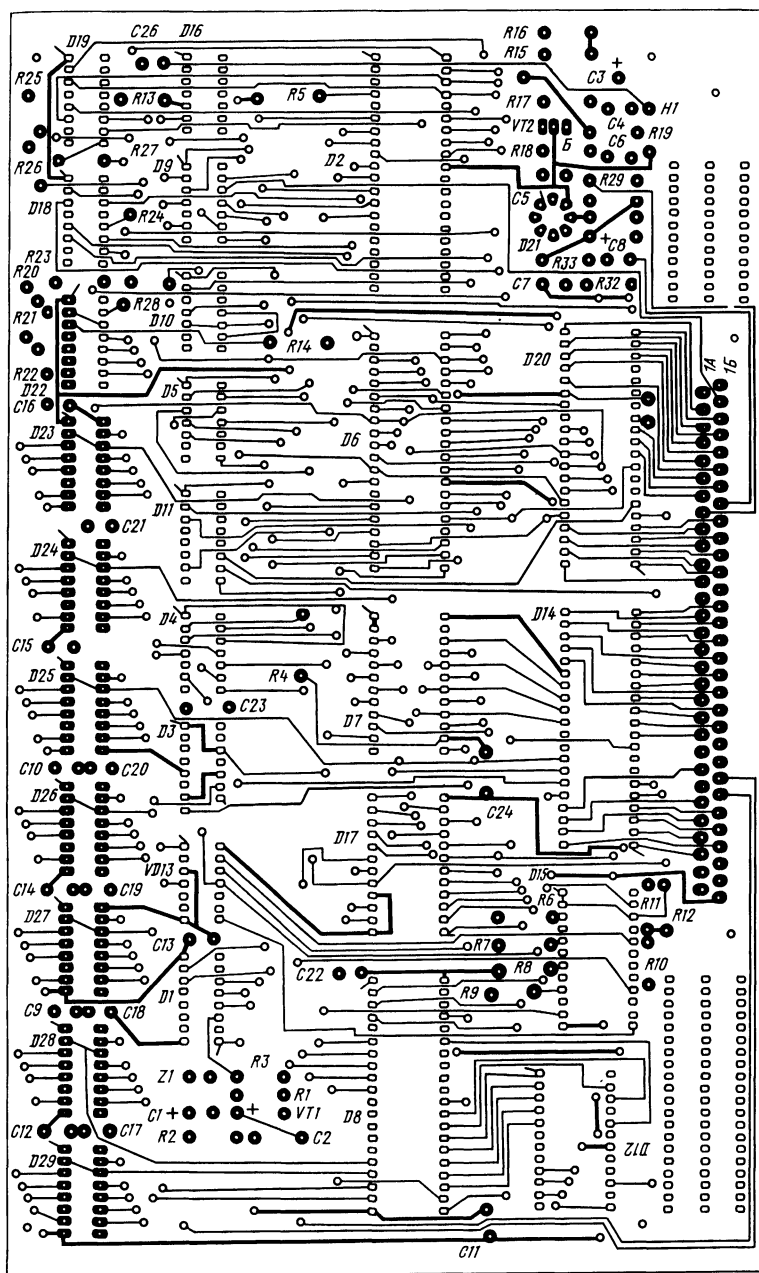 C26 D16
D19
R16
R15
C3 +
R25
R13
R5
R17
C4
H1
VT2
Б
C6
R19
R18
R26
R27
D9
D2
R29
C5
D18
R24
D21
+
C8
R23
R20
R33
C7
R32
R28
R21
D10
R14
D20
R22
D22
D5
1А 1Б
C16
D23
D6
D11
C21
D24
D4
D14
C15
R4
D25
C23
D3
D7
C10
C20
D26
C24
D17
VD13
D15
C14
C19
R6
R11
D27
R12
C13
R7
R8
R10
C22
D1
R9
C9
C18
D28
R3
Z1
R1
C1 + +
VT1
D8
R2
C2
D12
C12
C17
D29
C11